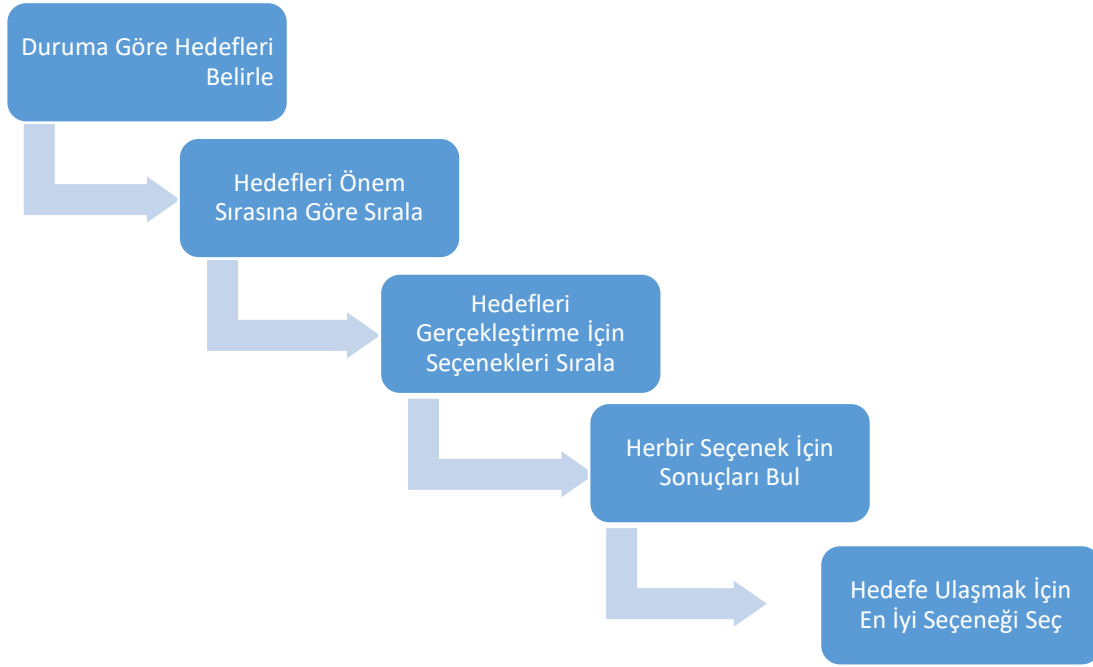 Duruma Göre Hedefleri
Belirle
Hedefleri Önem
Sırasına Göre Sırala
Hedefleri
Gerçekleştirme İçin
Seçenekleri Sırala
Herbir Seçenek İçin
Sonuçları Bul
Hedefe Ulaşmak İçin
En İyi Seçeneği Seç